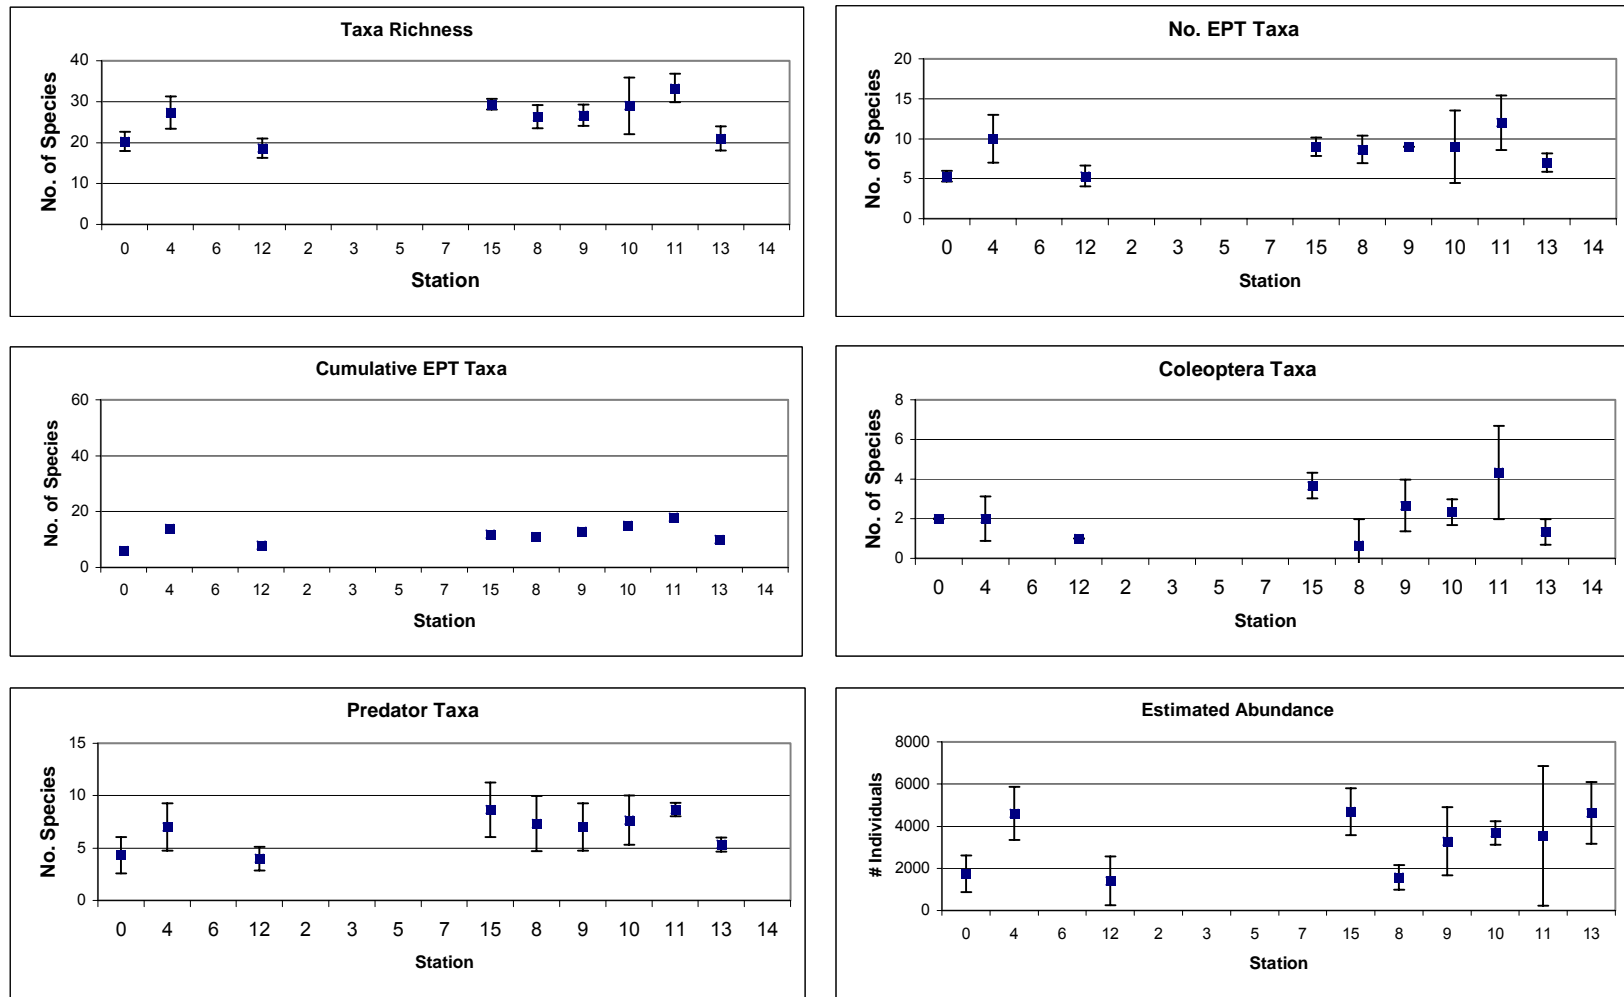 Taxa Richness
No. of Species
40
30
20
10
0
0 4 6 12 2 3 5 7 15 8 9 10 11 13 14
Station
No. EPT Taxa
No. of Species
20
15
10
5
0
0 4 6 12 2 3 5 7 15 8 9 10 11 13 14
Station
Cumulative EPT Taxa
No. of Species
60
40
20
0
0 4 6 12 2 3 5 7 15 8 9 10 11 13 14
Station
Coleoptera Taxa
No. of Species
8
6
4
2
0
0 4 6 12 2 3 5 7 15 8 9 10 11 13 14
Station
Predator Taxa
No. Species
15
10
5
0
0 4 6 12 2 3 5 7 15 8 9 10 11 13 14
Station
Estimated Abundance
# Individuals
8000
6000
4000
2000
0
0 4 6 12 2 3 5 7 15 8 9 10 11 13
Station